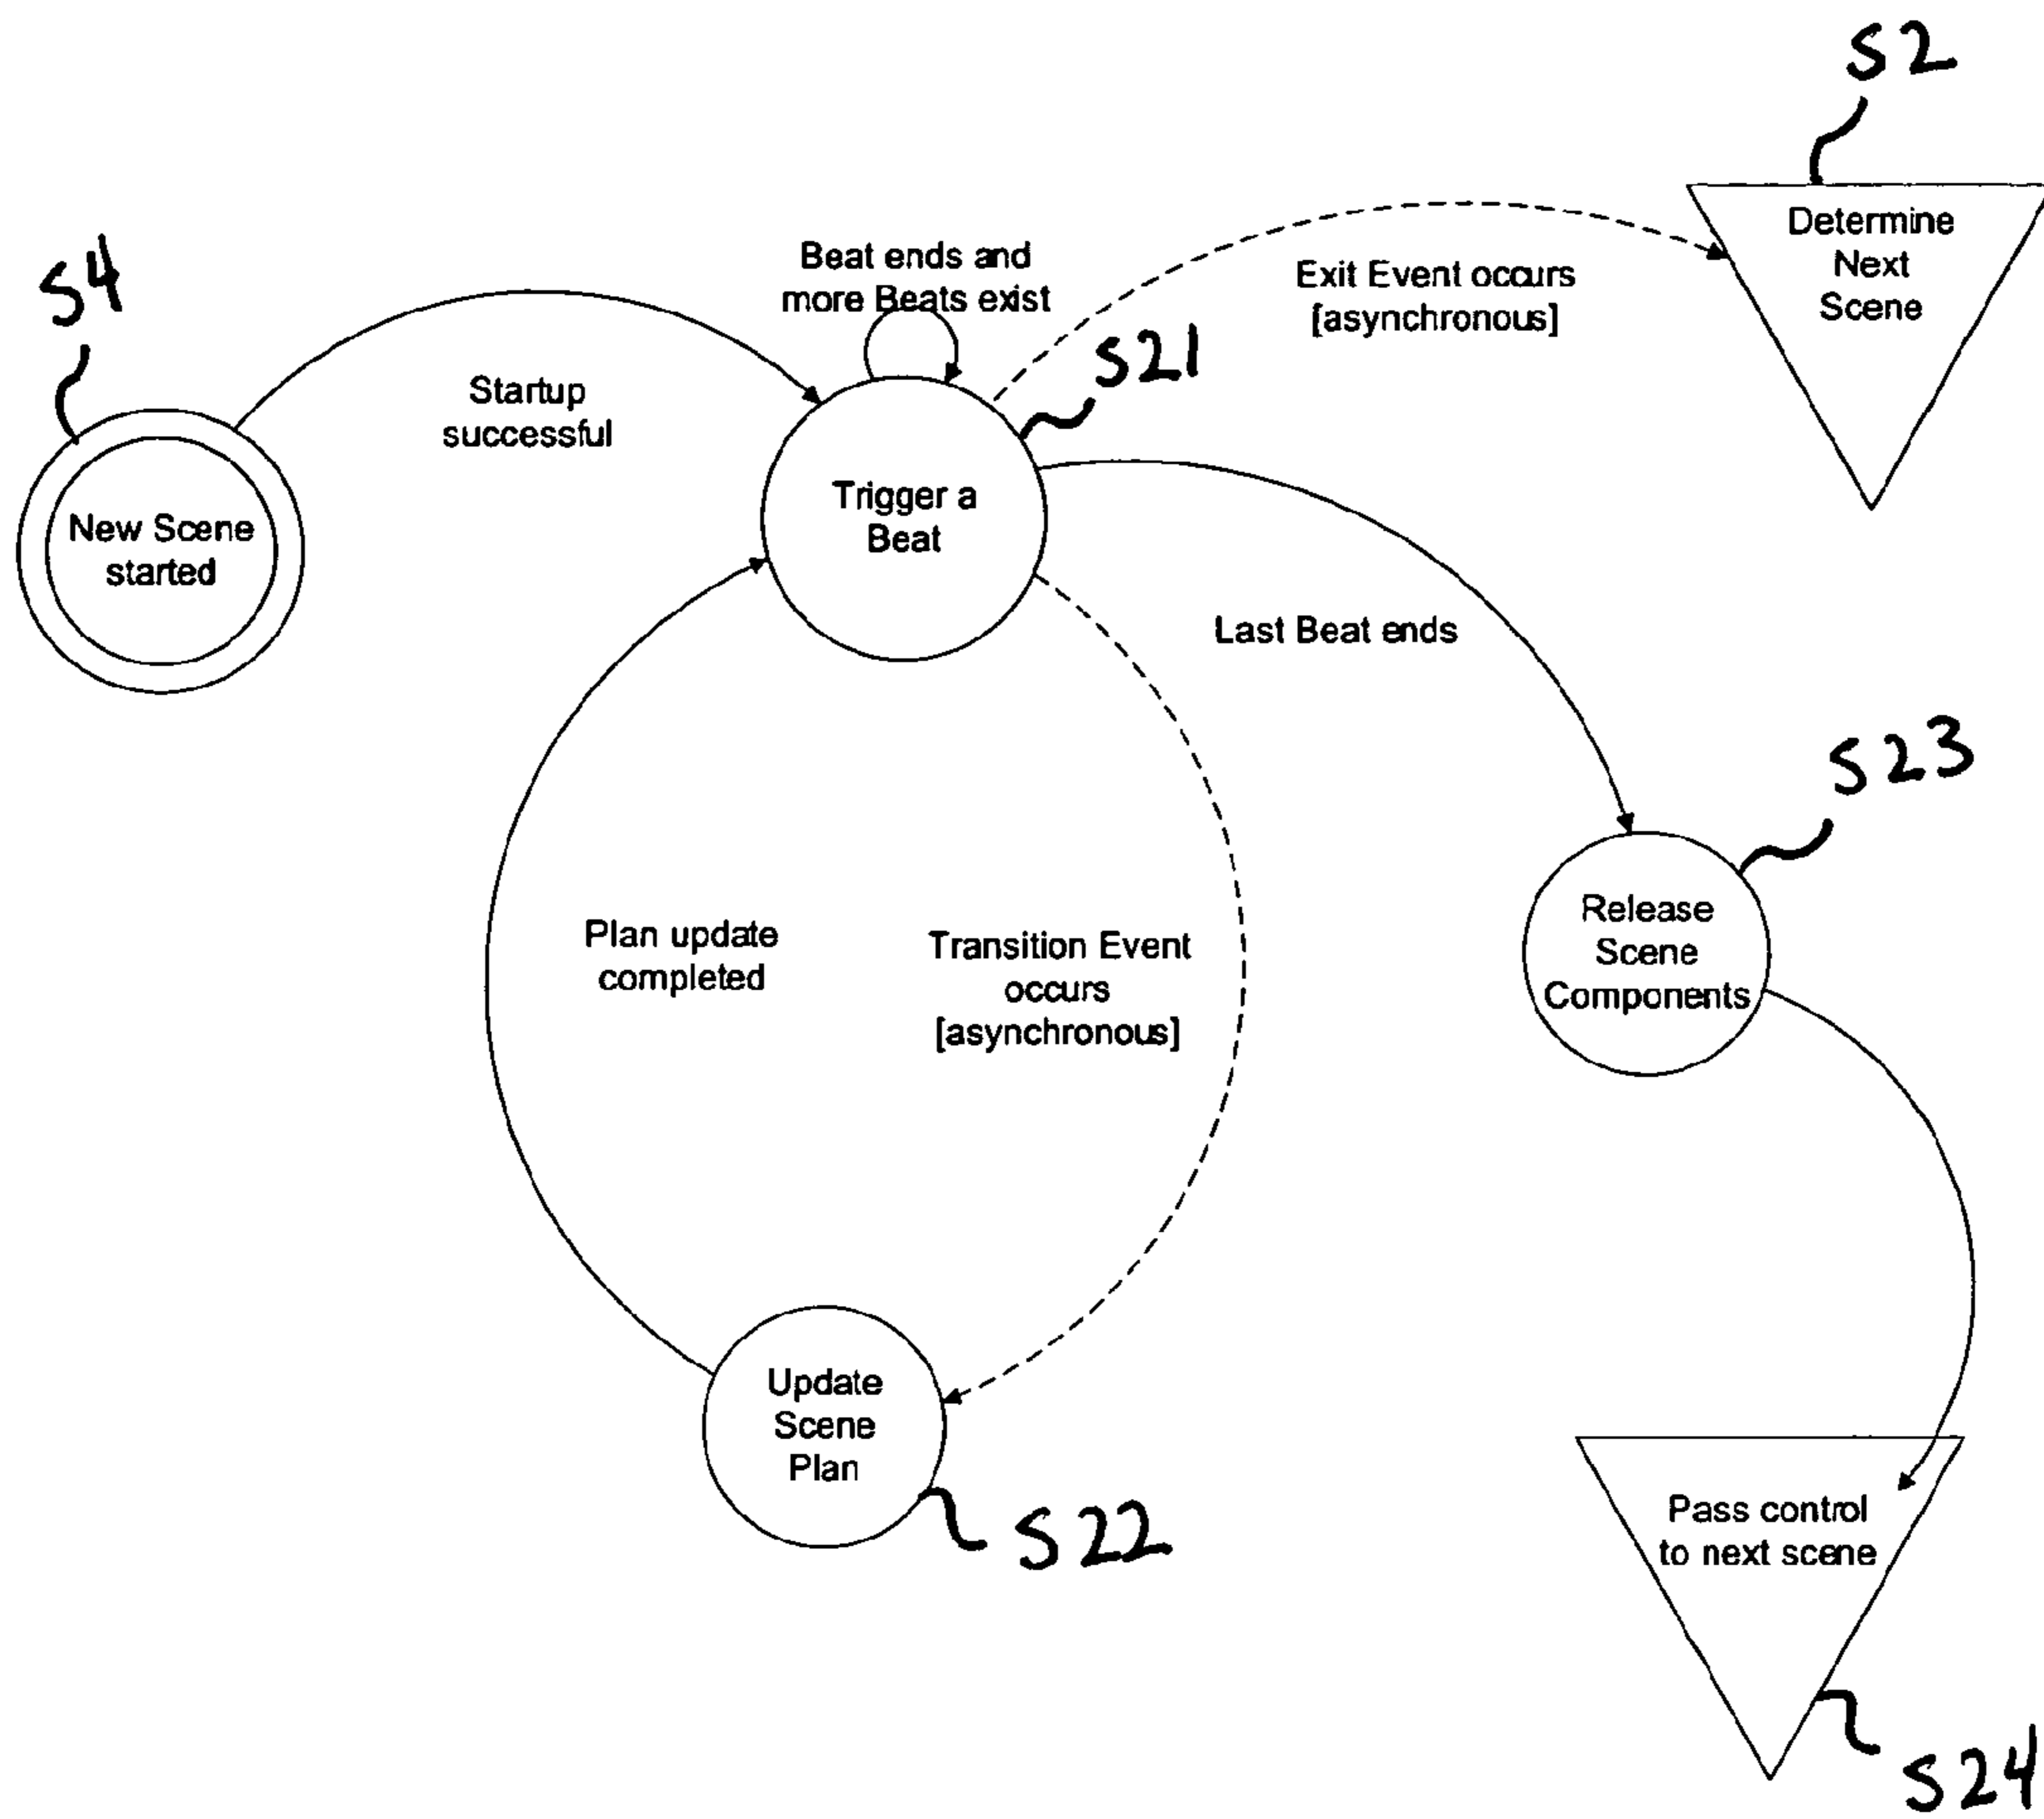 S2
Determine
Next
Scene
Beat ends and
more Beats exist
Exit Event occurs
[asynchronous]
S4
S21
Startup
successful
Trigger a
Beat
New Scene
started
Last Beat ends
S23
Release
Scene
Components
Plan update
completed
Transition Event
occurs
[asynchronous]
Update
Scene
Plan
S22
Pass control
to next scene
S24